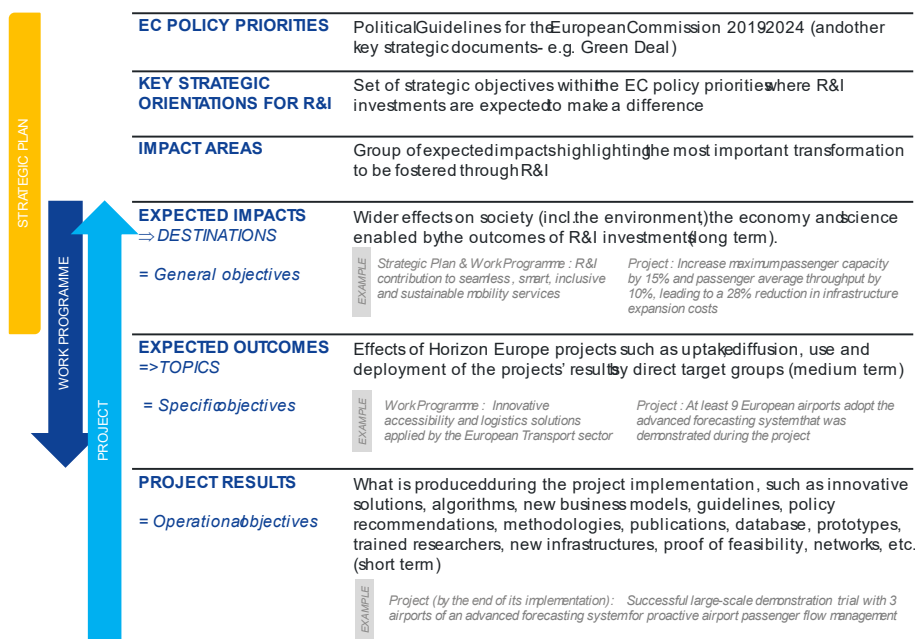 STRATEGIC PLAN
WORK PROGRAMME
PROJECT
EC POLICY PRIORITIES
Political Guidelines for the European Commission 2019-2024 (and other
key strategic documents - e.g. Green Deal)
KEY STRATEGIC
ORIENTATIONS FOR R&I
Set of strategic objectives within the EC policy priorities where R&I
investments are expected to make a difference
IMPACT AREAS
Group of expected impacts highlighting the most important transformation
to be fostered through R&I
EXPECTED IMPACTS
⇒ DESTINATIONS
= General objectives
Wider effects on society (incl. the environment), the economy and science
enabled by the outcomes of R&I investments (long term).
EXAMPLE
Strategic Plan & Work Programme : R&I
contribution to seamless, smart, inclusive
and sustainable mobility services
Project : Increase maximum passenger capacity
by 15% and passenger average throughput by
10%, leading to a 28% reduction in infrastructure
expansion costs
EXPECTED OUTCOMES
=>TOPICS
= Specific objectives
Effects of Horizon Europe projects such as uptake, diffusion, use and
deployment of the projects' results by direct target groups (medium term)
EXAMPLE
Work Programme : Innovative
accessibility and logistics solutions
applied by the European Transport sector
Project : At least 9 European airports adopt the
advanced forecasting system that was
demonstrated during the project
PROJECT RESULTS
= Operational objectives
What is produced during the project implementation, such as innovative
solutions, algorithms, new business models, guidelines, policy
recommendations, methodologies, publications, database, prototypes,
trained researchers, new infrastructures, proof of feasibility, networks, etc.
(short term)
EXAMPLE
Project (by the end of its implementation): Successful large-scale demonstration trial with 3
airports of an advanced forecasting system for proactive airport passenger flow management